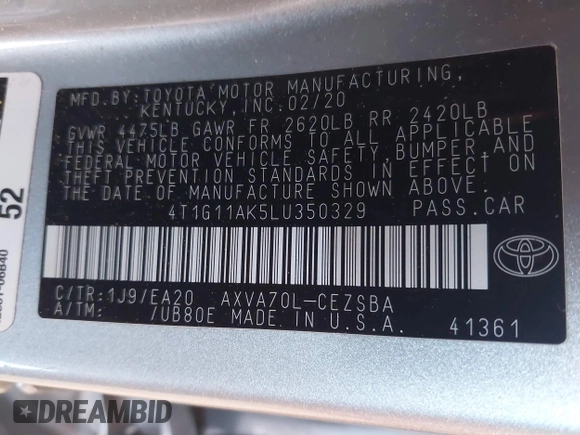 MFD.BY:TOYOTA MOTOR MANUFACTURING,
KENTUCKY,INC.02/20
GVWR 4475LB GAWR FR 2620LB RR 2420LB
THIS VEHICLE CONFORMS TO ALL APPLICABLE
FEDERAL MOTOR VEHICLE SAFETY,BUMPER,AND
THEFT PREVENTION STANDARDS IN EFFECT ON
THE DATE OF MANUFACTURE SHOWN ABOVE.
4T1G11AK5LU350329 PASS.CAR
C/TR:1J9/EA20 AXVA70L-CEZSBA
A/TM: /UB80E MADE IN U.S.A. 41361
52
DREAMBID